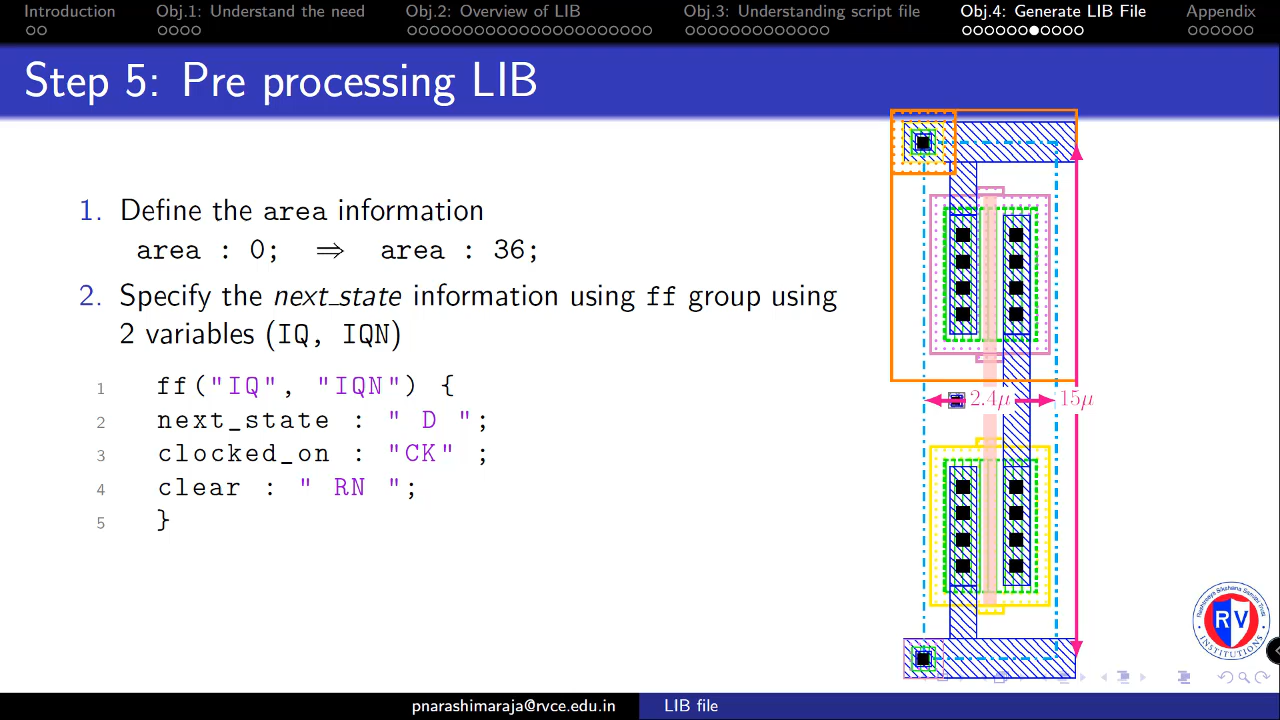 Introduction Obj.1: Understand the need Obj.2: Overview of LIB Obj.3: Understanding script file Obj.4: Generate LIB File Appendix
Step 5: Pre processing LIB
1. Define the area information
area : 0; ⇒ area : 36;
2. Specify the next_state information using ff group using
2 variables (IQ, IQN)
1 ff("IQ", "IQN") {
2 next_state : " D ";
3 clocked_on : "CK" ;
4 clear : " RN ";
5 }
2.4μ 15μ
RV
INSTITUTIONS
pnarashimaraja@rvce.edu.in LIB file